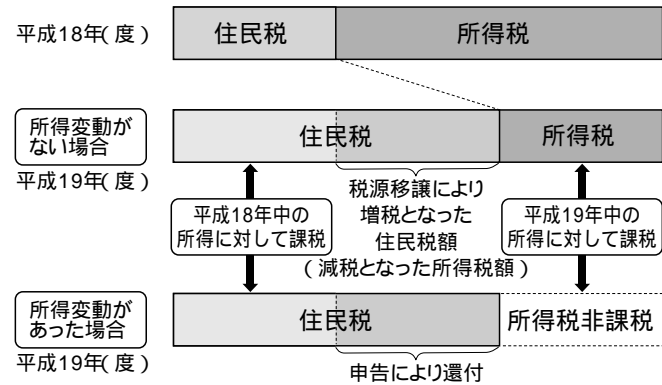 平成18年(度)
住民税
所得税
所得変動が
ない場合
平成19年(度)
住民税
所得税
平成18年中の
所得に対して課税
税源移譲により
増税となった
住民税額
(減税となった所得税額)
平成19年中の
所得に対して課税
所得変動が
あった場合
平成19年(度)
住民税
所得税非課税
申告により還付